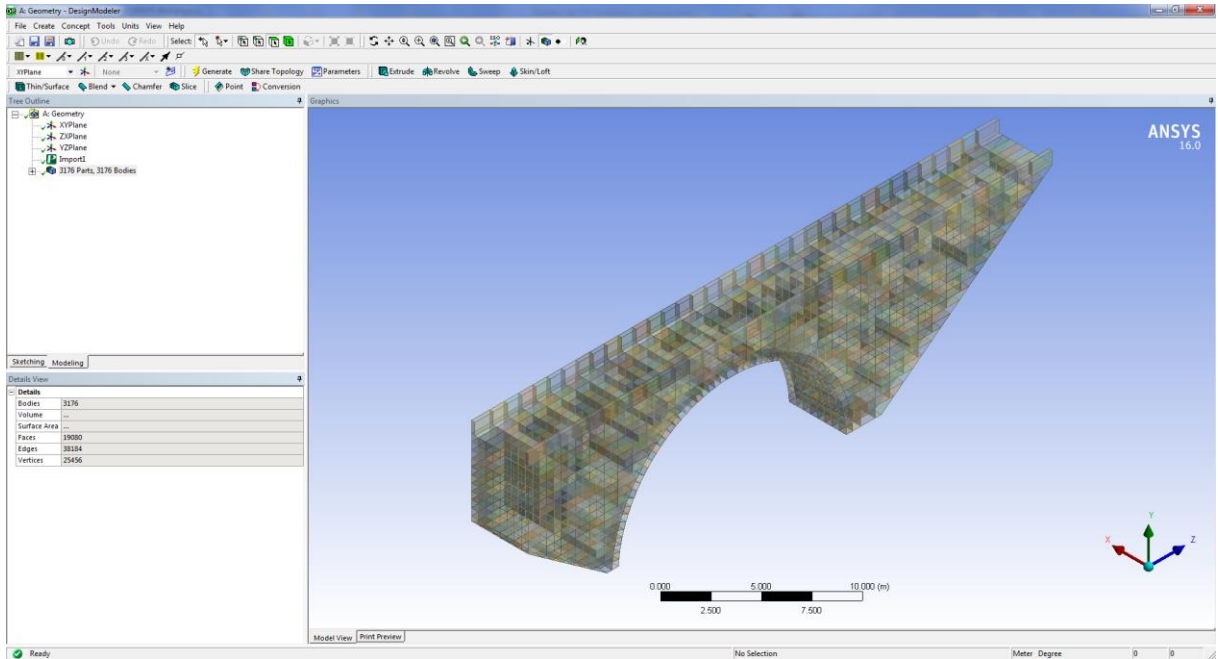 A: Geometry - DesignModeler
File Create Concept Tools Units View Help
Undo Redo Select:
XYPlane None Generate Share Topology Parameters Extrude Revolve Sweep Skin/Loft
Thin/Surface Blend Chamfer Slice Point Conversion
Tree Outline
A: Geometry
XYPlane
ZXPlane
YZPlane
Import1
3176 Parts, 3176 Bodies
Sketching Modeling
Details View
Details
Bodies 3176
Volume ...
Surface Area ...
Faces 19080
Edges 38184
Vertices 25456
Graphics
ANSYS
16.0
Y
X Z
0.000 5.000 10.000 (m)
2.500 7.500
Model View Print Preview
Ready No Selection Meter Degree 0 0